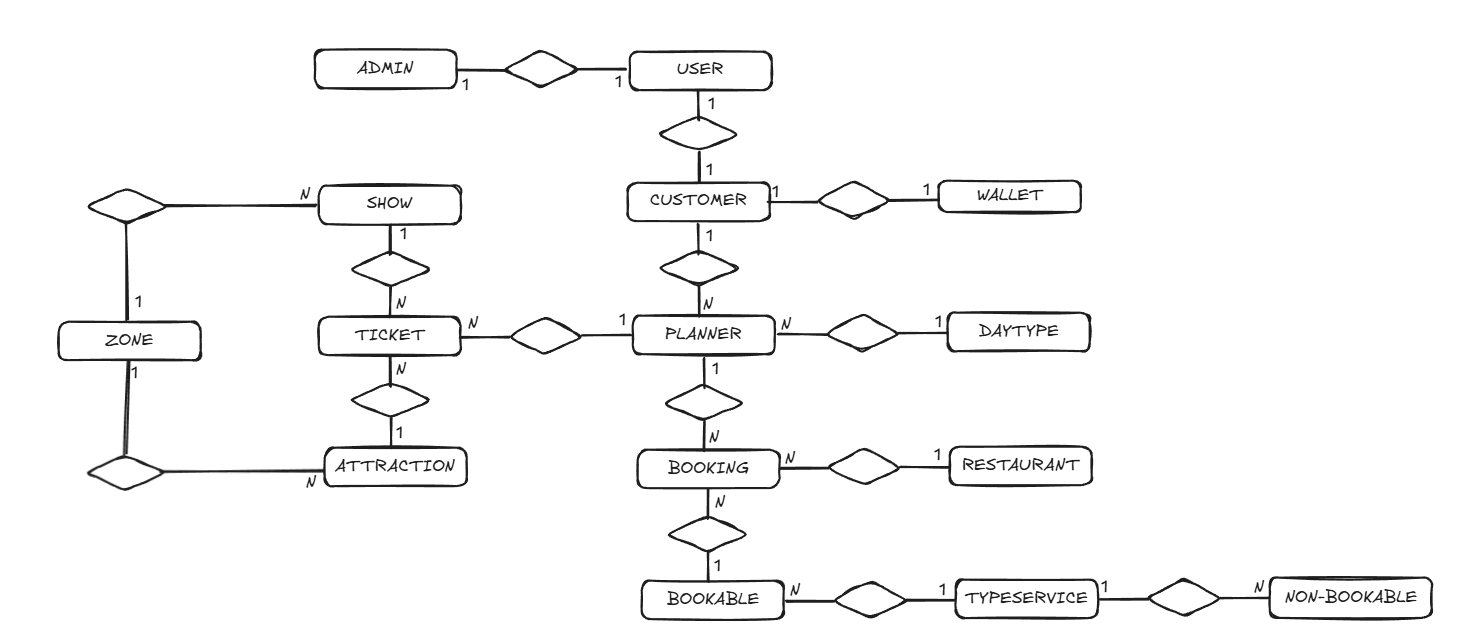 ADMIN
1
1
USER
1
1
N
SHOW
1
CUSTOMER
1
1
WALLET
1
1
N
1
N
ZONE
1
TICKET
N
N
1
PLANNER
N
1
DAYTYPE
1
1
N
ATTRACTION
N
BOOKING
N
1
RESTAURANT
N
1
BOOKABLE
N
1
TYPESERVICE
1
N
NON-BOOKABLE